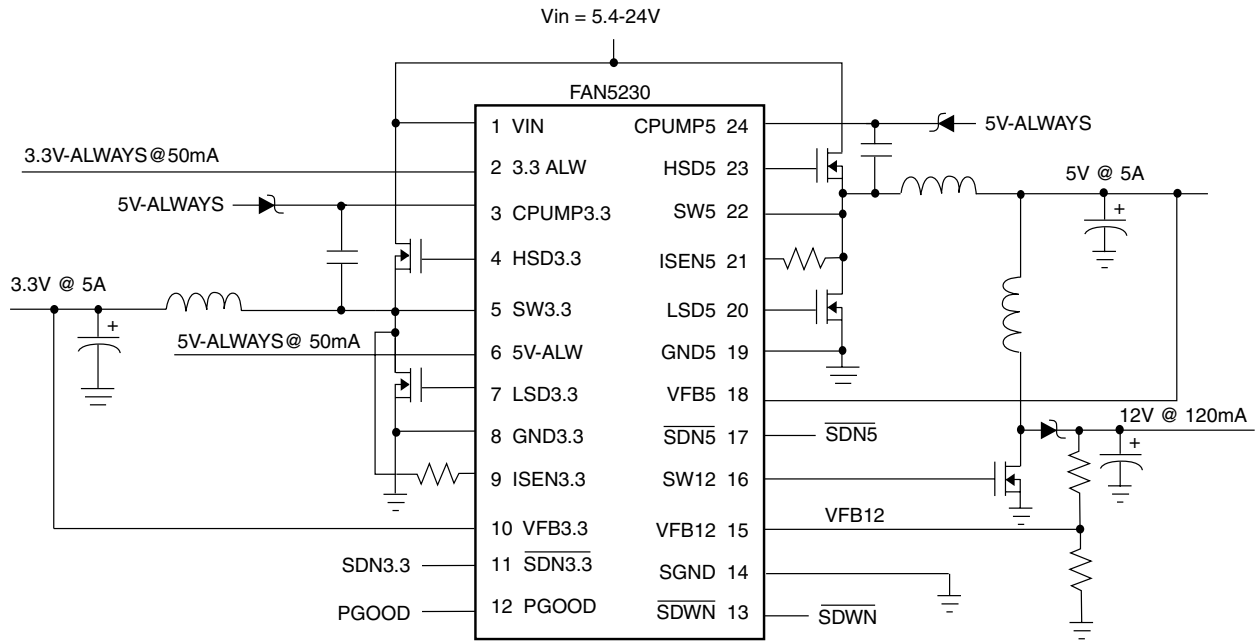 Vin = 5.4-24V
FAN5230
1 VIN
CPUMP5 24
5V-ALWAYS
3.3V-ALWAYS@50mA
2 3.3 ALW
HSD5 23
5V @ 5A
5V-ALWAYS
3 CPUMP3.3
SW5 22
4 HSD3.3
ISEN5 21
3.3V @ 5A
+
5 SW3.3
LSD5 20
+
5V-ALWAYS@ 50mA
6 5V-ALW
GND5 19
7 LSD3.3
VFB5 18
12V @ 120mA
8 GND3.3
SDN5 17
SDN5
+
9 ISEN3.3
SW12 16
10 VFB3.3
VFB12 15
VFB12
SDN3.3
11 SDN3.3
SGND 14
PGOOD
12 PGOOD
SDWN 13
SDWN